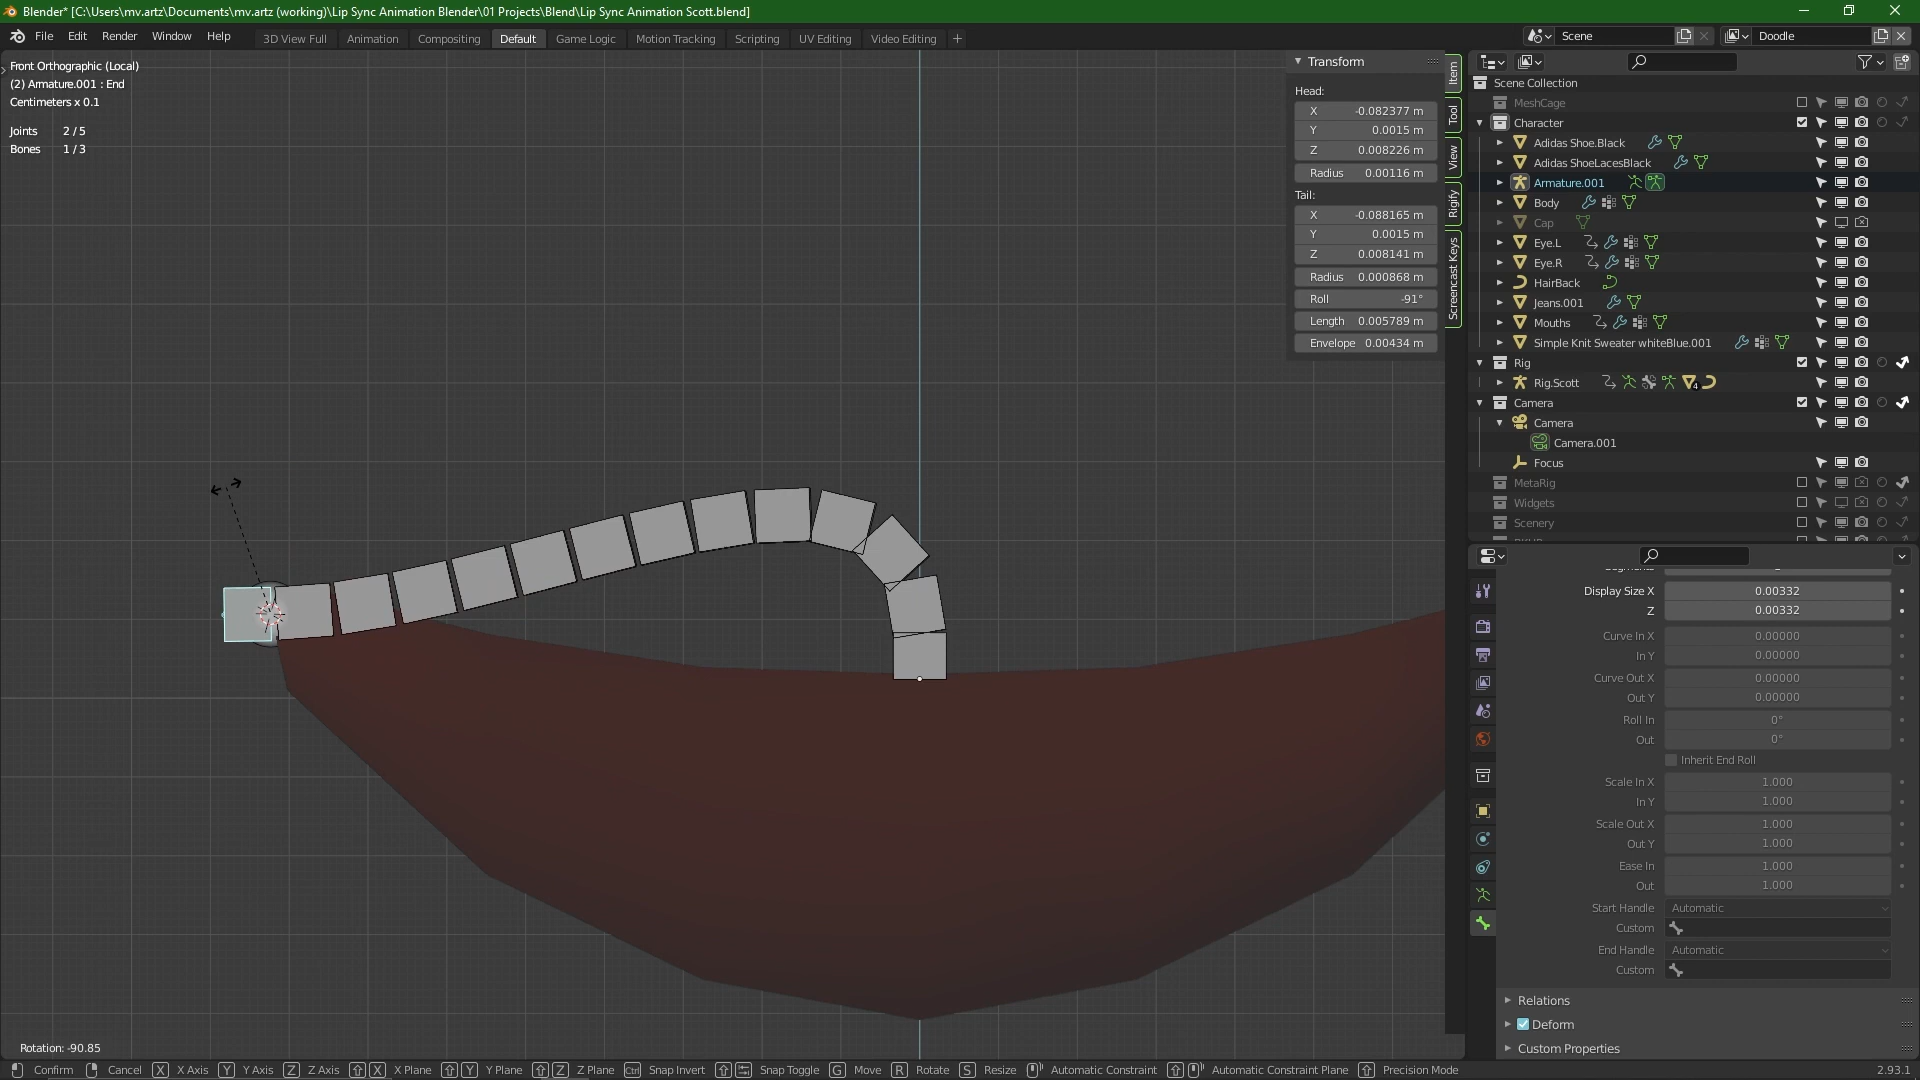 Blender* [C:\Users\mv.artz\Documents\mv.artz (working)\Lip Sync Animation Blender\01 Projects\Blend\Lip Sync Animation Scott.blend]
File Edit Render Window Help 3D View Full Animation Compositing Default Game Logic Motion Tracking Scripting UV Editing Video Editing + Scene Doodle
Front Orthographic (Local)
(2) Armature.001 : End
Centimeters x 0.1
Joints 2 / 5
Bones 1 / 3
Transform
Head:
X -0.082377 m
Y 0.0015 m
Z 0.008226 m
Radius 0.00116 m
Tail:
X -0.088165 m
Y 0.0015 m
Z 0.008141 m
Radius 0.000868 m
Roll -91°
Length 0.005789 m
Envelope 0.00434 m
Item
Tool
View
Rigify
Screencast Keys
Scene Collection
MeshCage
Character
Adidas Shoe.Black
Adidas ShoeLacesBlack
Armature.001
Body
Cap
Eye.L
Eye.R
HairBack
Jeans.001
Mouths
Simple Knit Sweater whiteBlue.001
Rig
Rig.Scott 4
Camera
Camera
Camera.001
Focus
MetaRig
Widgets
Scenery
Display Size X 0.00332
Z 0.00332
Curve In X 0.00000
In Y 0.00000
Curve Out X 0.00000
Out Y 0.00000
Roll In 0°
Out 0°
Inherit End Roll
Scale In X 1.000
In Y 1.000
Scale Out X 1.000
Out Y 1.000
Ease In 1.000
Out 1.000
Start Handle Automatic
Custom
End Handle Automatic
Custom
Relations
Deform
Custom Properties
Rotation: -90.85
Confirm Cancel X X Axis Y Y Axis Z Z Axis X X Plane Y Y Plane Z Z Plane Ctrl Snap Invert Snap Toggle G Move R Rotate S Resize Automatic Constraint Automatic Constraint Plane Precision Mode 2.93.1